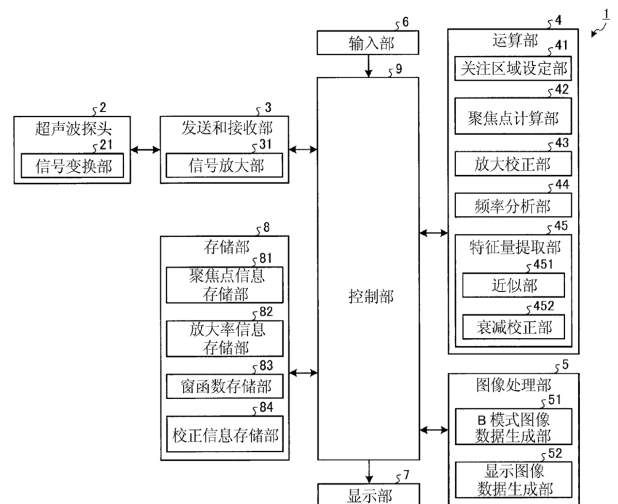 1
6
输入部
9
控制部
2
超声波探头
21
信号变换部
3
发送和接收部
31
信号放大部
8
存储部
81
聚焦点信息
存储部
82
放大率信息
存储部
83
窗函数存储部
84
校正信息存储部
4
运算部
41
关注区域设定部
42
聚焦点计算部
43
放大校正部
44
频率分析部
45
特征量提取部
451
近似部
452
衰减校正部
5
图像处理部
51
B 模式图像
数据生成部
52
显示图像
数据生成部
7
显示部